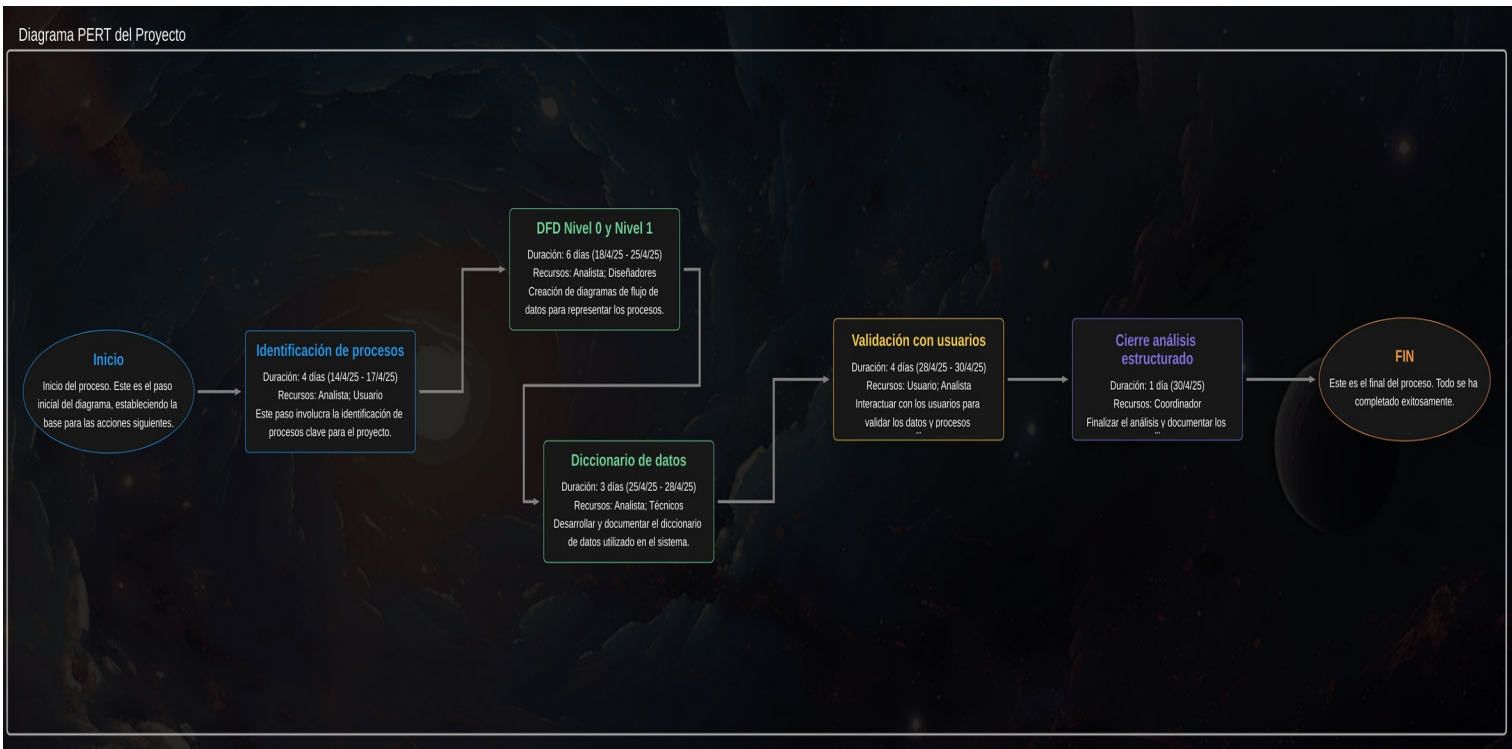 Diagrama PERT del Proyecto
Inicio
Inicio del proceso. Este es el paso
inicial del diagrama, estableciendo la
base para las acciones siguientes.
Identificación de procesos
Duración: 4 días (14/4/25 - 17/4/25)
Recursos: Analista; Usuario
Este paso involucra la identificación de
procesos clave para el proyecto.
DFD Nivel 0 y Nivel 1
Duración: 6 días (18/4/25 - 25/4/25)
Recursos: Analista; Diseñadores
Creación de diagramas de flujo de
datos para representar los procesos.
Diccionario de datos
Duración: 3 días (25/4/25 - 28/4/25)
Recursos: Analista; Técnicos
Desarrollar y documentar el diccionario
de datos utilizado en el sistema.
Validación con usuarios
Duración: 4 días (28/4/25 - 30/4/25)
Recursos: Usuario; Analista
Interactuar con los usuarios para
validar los datos y procesos
...
Cierre análisis
estructurado
Duración: 1 día (30/4/25)
Recursos: Coordinador
Finalizar el análisis y documentar los
...
FIN
Este es el final del proceso. Todo se ha
completado exitosamente.